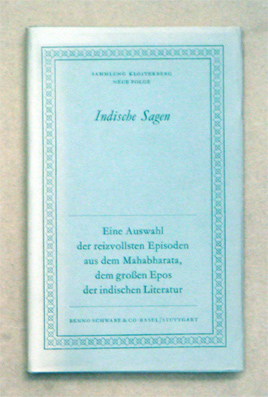 SAMMLUNG KLOSTERBERG
NEUE FOLGE
Indische Sagen
Eine Auswahl
der reizvollsten Episoden
aus dem Mahabharata,
dem großen Epos
der indischen Literatur
BENNO SCHWABE & CO · BASEL/STUTTGART